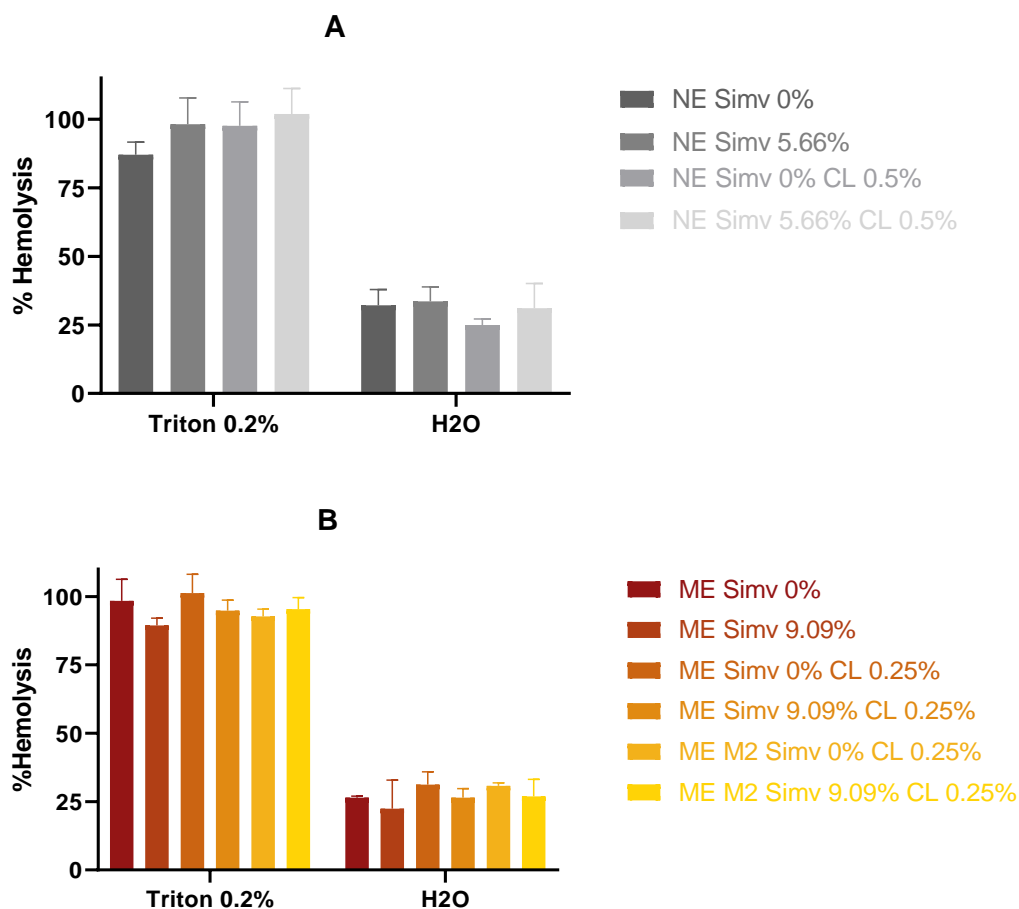 A
% Hemolysis
100
75
50
25
0
Triton 0.2%
H2O
NE Simv 0%
NE Simv 5.66%
NE Simv 0% CL 0.5%
NE Simv 5.66% CL 0.5%
B
%Hemolysis
100
75
50
25
0
Triton 0.2%
H2O
ME Simv 0%
ME Simv 9.09%
ME Simv 0% CL 0.25%
ME Simv 9.09% CL 0.25%
ME M2 Simv 0% CL 0.25%
ME M2 Simv 9.09% CL 0.25%